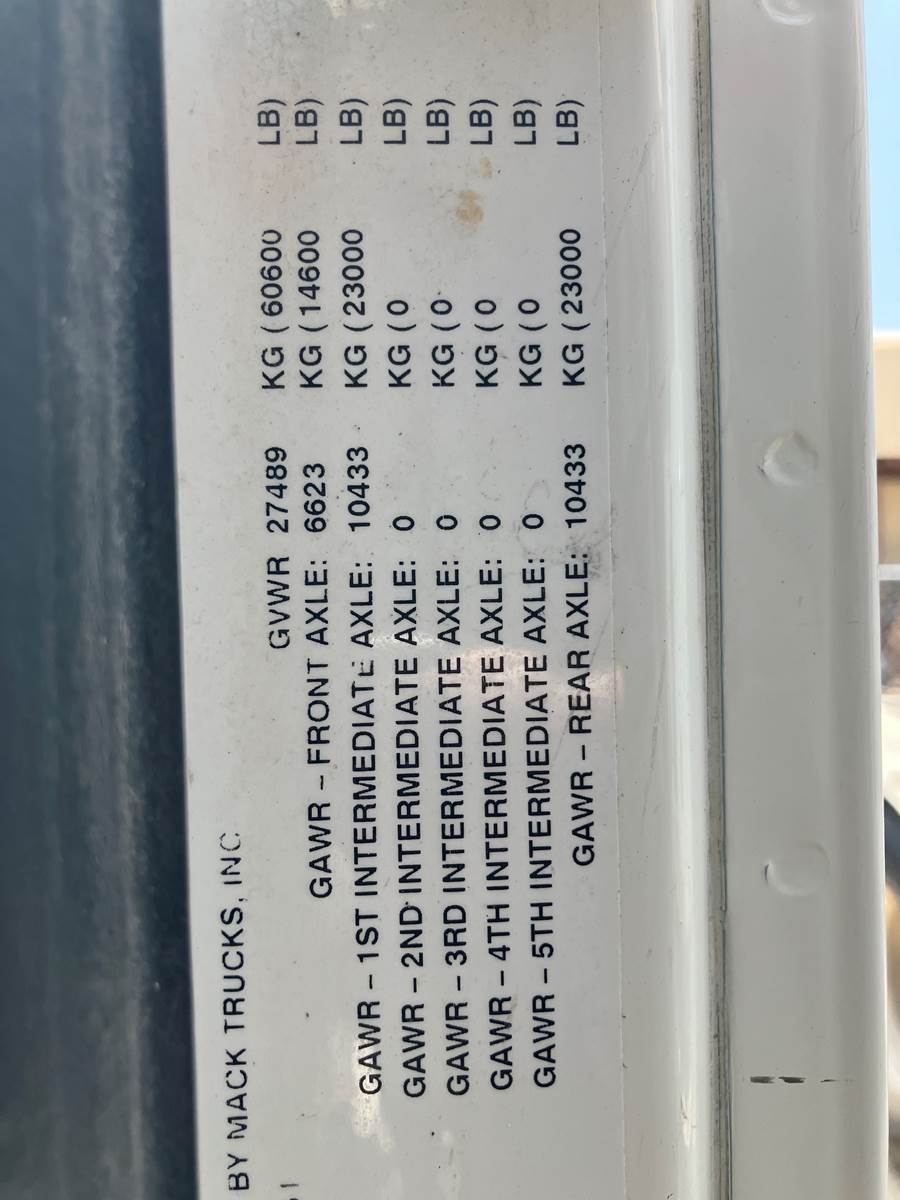 BY MACK TRUCKS, INC.
GVWR 27489 KG (60600 LB)
GAWR – FRONT AXLE: 6623 KG (14600 LB)
GAWR – 1ST INTERMEDIATE AXLE: 10433 KG (23000 LB)
GAWR – 2ND INTERMEDIATE AXLE: 0 KG (0 LB)
GAWR – 3RD INTERMEDIATE AXLE: 0 KG (0 LB)
GAWR – 4TH INTERMEDIATE AXLE: 0 KG (0 LB)
GAWR – 5TH INTERMEDIATE AXLE: 0 KG (0 LB)
GAWR – REAR AXLE: 10433 KG (23000 LB)